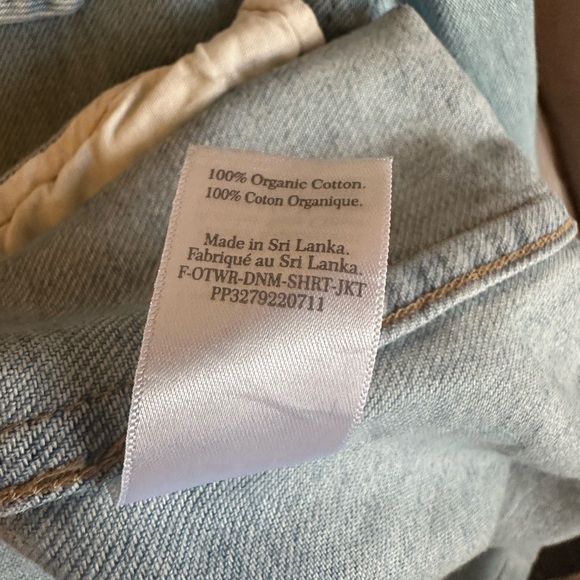 100% Organic Cotton.
100% Coton Organique.
Made in Sri Lanka.
Fabriqué au Sri Lanka.
F-OTWR-DNM-SHRT-JKT
PP3279220711